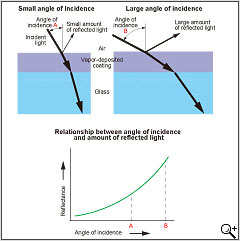 Small angle of incidence
Large angle of incidence
Angle of
incidence A
Small amount
of reflected light
Angle of
incidence
B
Large amount
of reflected light
Incident
light
Air
Vapor-deposited
coating
Glass
Relationship between angle of incidence
and amount of reflected light
Reflectance
A
B
Angle of incidence